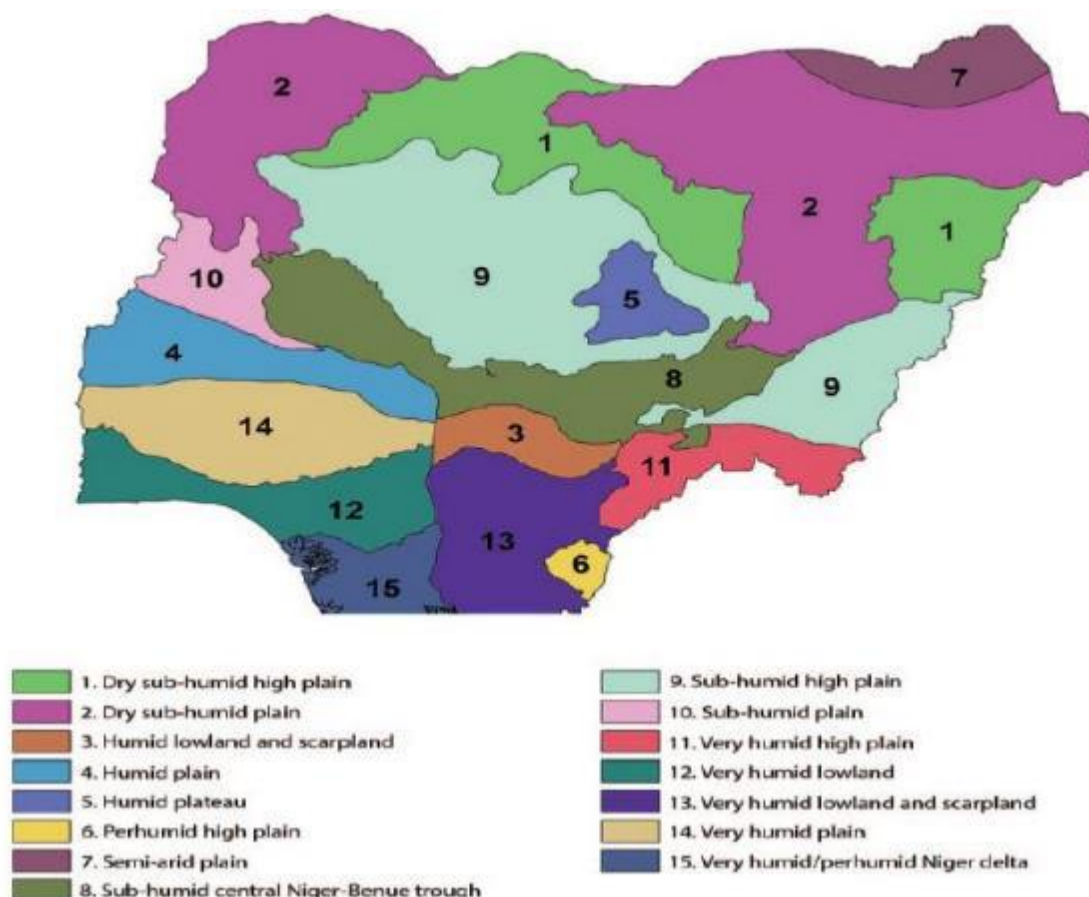 2
7
1
2
1
10
9
5
4
8
9
14
3
11
12
13
6
15
1. Dry sub-humid high plain
2. Dry sub-humid plain
3. Humid lowland and scarpland
4. Humid plain
5. Humid plateau
6. Perhumid high plain
7. Semi-arid plain
8. Sub-humid central Niger-Benue trough
9. Sub-humid high plain
10. Sub-humid plain
11. Very humid high plain
12. Very humid lowland
13. Very humid lowland and scarpland
14. Very humid plain
15. Very humid/perhumid Niger delta